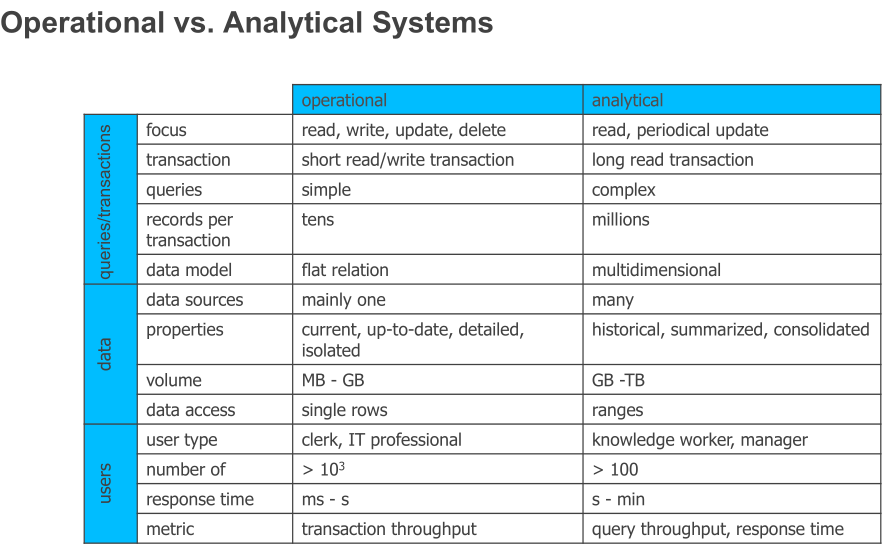 Operational vs. Analytical Systems
operational analytical
queries/transactions
focus read, write, update, delete read, periodical update
transaction short read/write transaction long read transaction
queries simple complex
records per tens millions
transaction
data model flat relation multidimensional
data
data sources mainly one many
properties current, up-to-date, detailed, historical, summarized, consolidated
isolated
volume MB - GB GB -TB
data access single rows ranges
users
user type clerk, IT professional knowledge worker, manager
number of > 10³ > 100
response time ms - s s - min
metric transaction throughput query throughput, response time